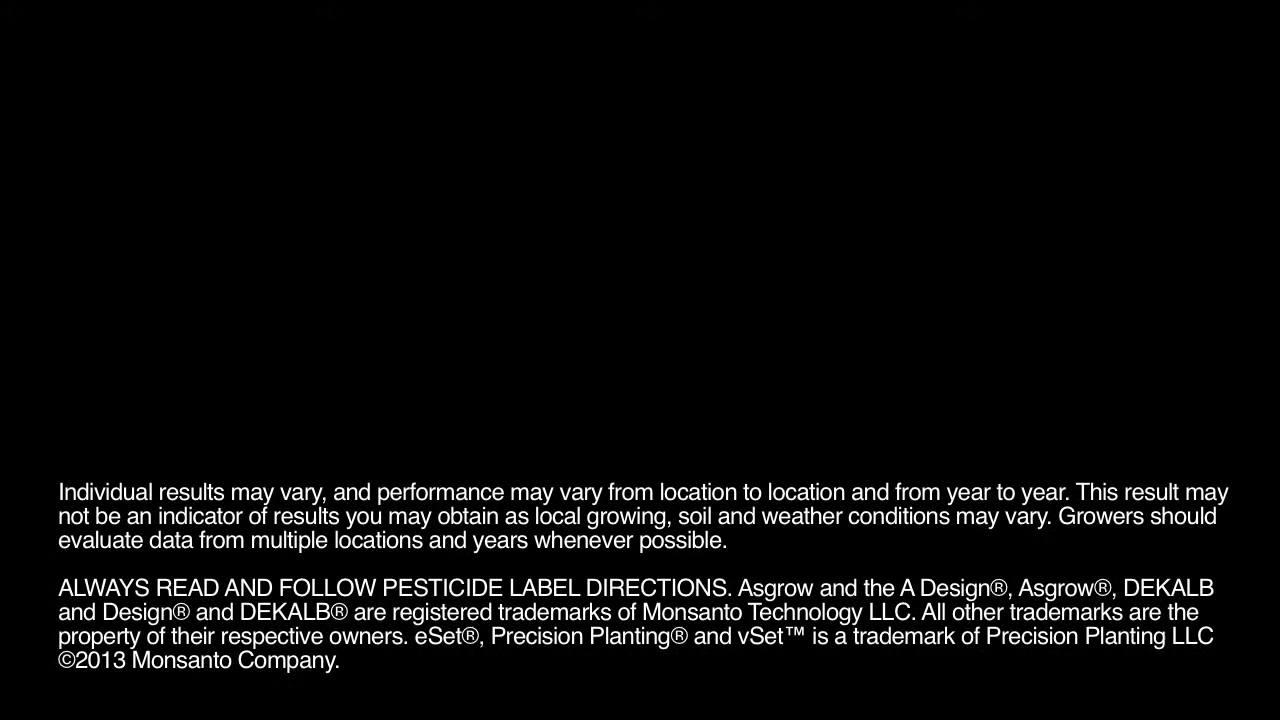 Individual results may vary, and performance may vary from location to location and from year to year. This result may
not be an indicator of results you may obtain as local growing, soil and weather conditions may vary. Growers should
evaluate data from multiple locations and years whenever possible.
ALWAYS READ AND FOLLOW PESTICIDE LABEL DIRECTIONS. Asgrow and the A Design®, Asgrow®, DEKALB
and Design® and DEKALB® are registered trademarks of Monsanto Technology LLC. All other trademarks are the
property of their respective owners. eSet®, Precision Planting® and vSet™ is a trademark of Precision Planting LLC
©2013 Monsanto Company.